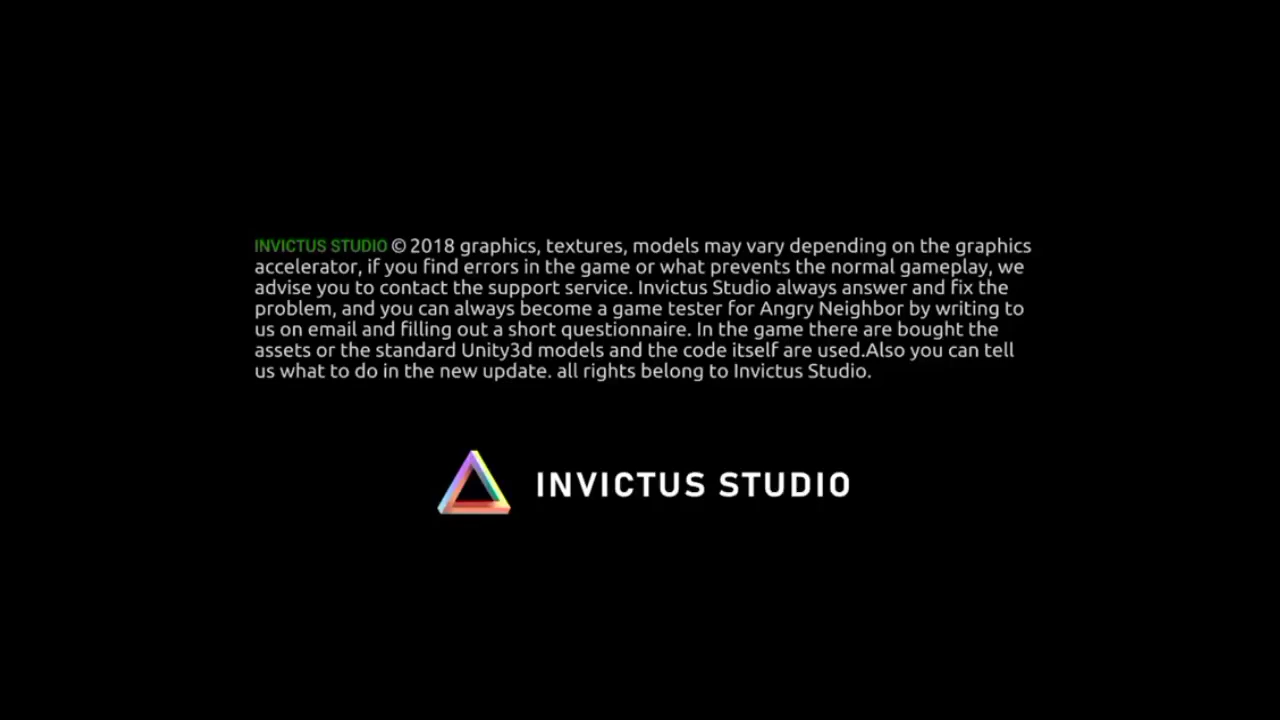 INVICTUS STUDIO © 2018 graphics, textures, models may vary depending on the graphics
accelerator, if you find errors in the game or what prevents the normal gameplay, we
advise you to contact the support service. Invictus Studio always answer and fix the
problem, and you can always become a game tester for Angry Neighbor by writing to
us on email and filling out a short questionnaire. In the game there are bought the
assets or the standard Unity3d models and the code itself are used.Also you can tell
us what to do in the new update. all rights belong to Invictus Studio.
INVICTUS STUDIO